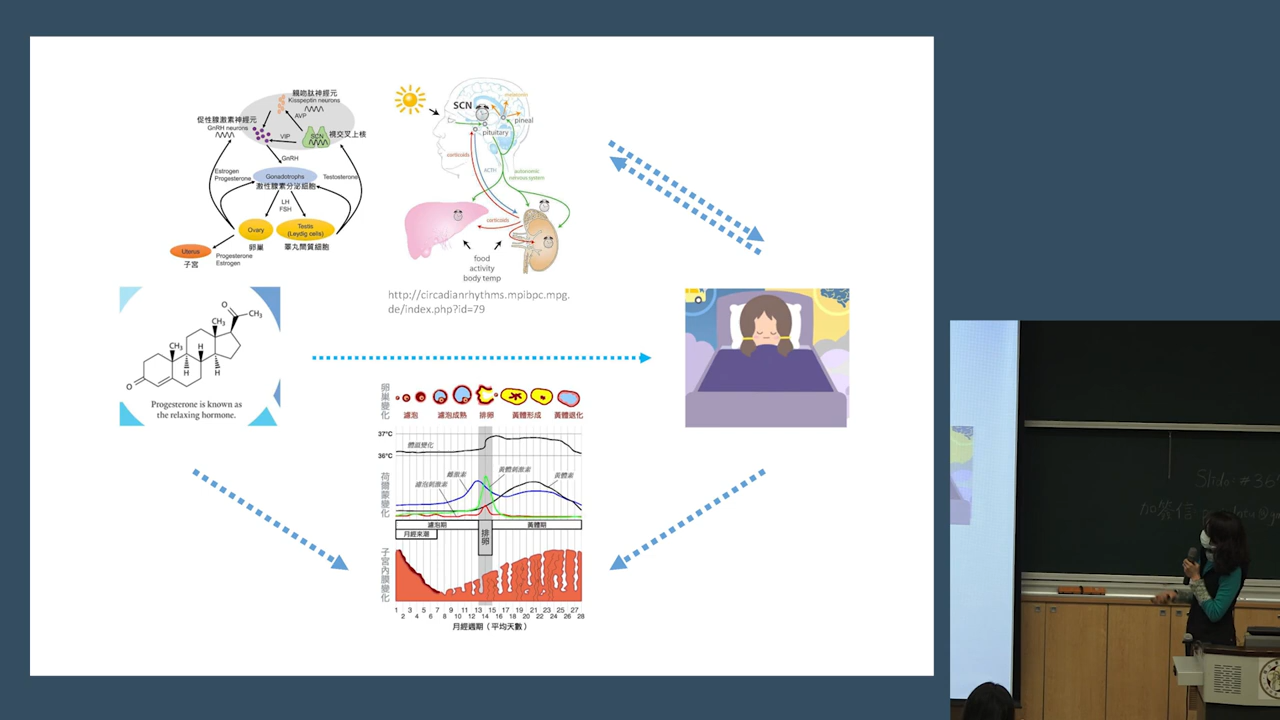 親吻肽神經元
Kisspeptin neurons
促性腺激素神經元
GnRH neurons
AVP
VIP
SCN
視交叉上核
GnRH
Estrogen
Progesterone
Gonadotrophs
Testosterone
激性腺素分泌細胞
LH
FSH
Ovary
Testis
(Leydig cells)
卵巢
睾丸間質細胞
Uterus
子宮
Progesterone
Estrogen
SCN
melatonin
pineal
pituitary
corticoids
ACTH
autonomic
nervous system
corticoids
food
activity
body temp
http://circadianrhythms.mpibpc.mpg.
de/index.php?id=79
O
CH₃
CH₃
CH₃
H
H
H
O
Progesterone is known as
the relaxing hormone.
卵巢變化
濾泡
濾泡成熟
排卵
黃體形成
黃體退化
37°C
36°C
體溫變化
荷爾蒙變化
濾泡刺激素
雌激素
黃體刺激素
黃體素
濾泡期
排卵
黃體期
月經來潮
子宮內膜變化
1 3 5 7 9 11 13 15 17 19 21 23 25 27
2 4 6 8 10 12 14 16 18 20 22 24 26 28
月經週期（平均天數）
Slido #